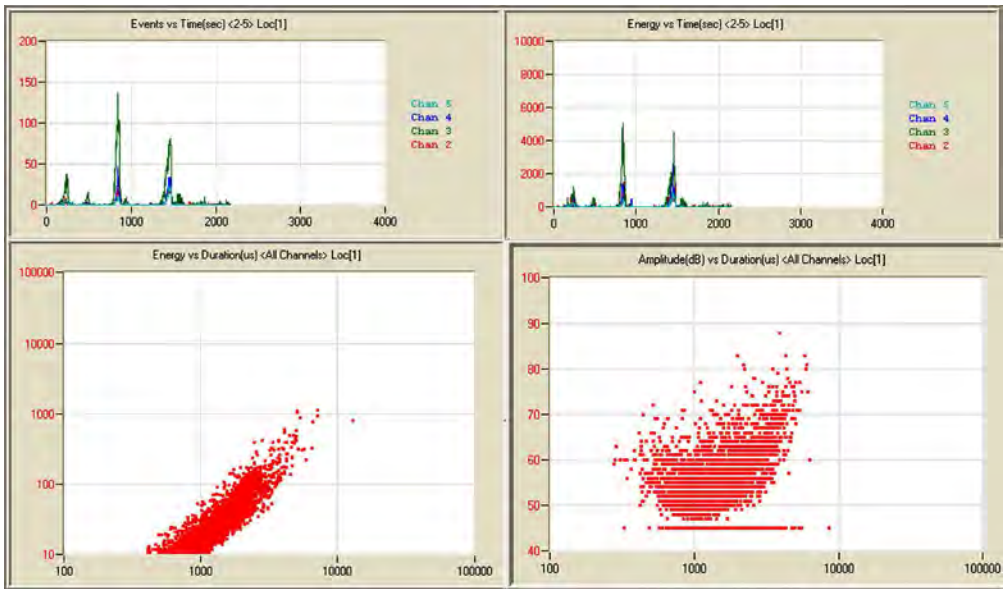 Events vs Time(sec) <2-5> Loc[1]
200
150
100
50
0
0 1000 2000 3000 4000
Chan 5
Chan 4
Chan 3
Chan 2
Energy vs Time(sec) <2-5> Loc[1]
10000
8000
6000
4000
2000
0
0 1000 2000 3000 4000
Chan 5
Chan 4
Chan 3
Chan 2
Energy vs Duration(us) <All Channels> Loc[1]
100000
10000
1000
100
10
100 1000 10000 100000
Amplitude(dB) vs Duration(us) <All Channels> Loc[1]
100
90
80
70
60
50
40
100 1000 10000 100000